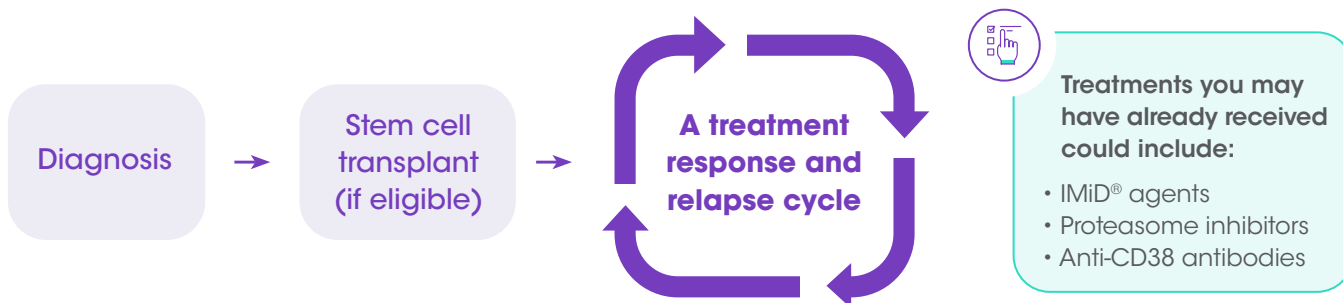 Diagnosis
Stem cell
transplant
(if eligible)
A treatment
response and
relapse cycle
Treatments you may
have already received
could include:
• IMiD® agents
• Proteasome inhibitors
• Anti-CD38 antibodies